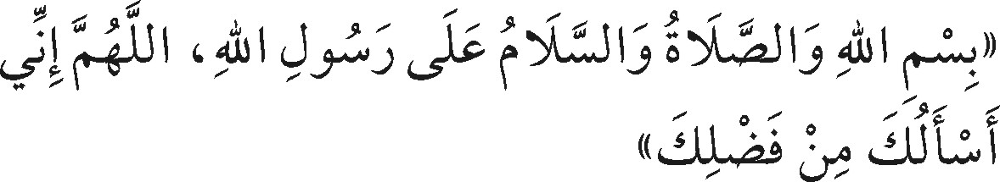 «بِسْمِ اللهِ وَالصَّلَاةُ وَالسَّلَامُ عَلَى رَسُولِ اللهِ، اللَّهُمَّ إِنِّي
أَسْأَلُكَ مِنْ فَضْلِكَ»